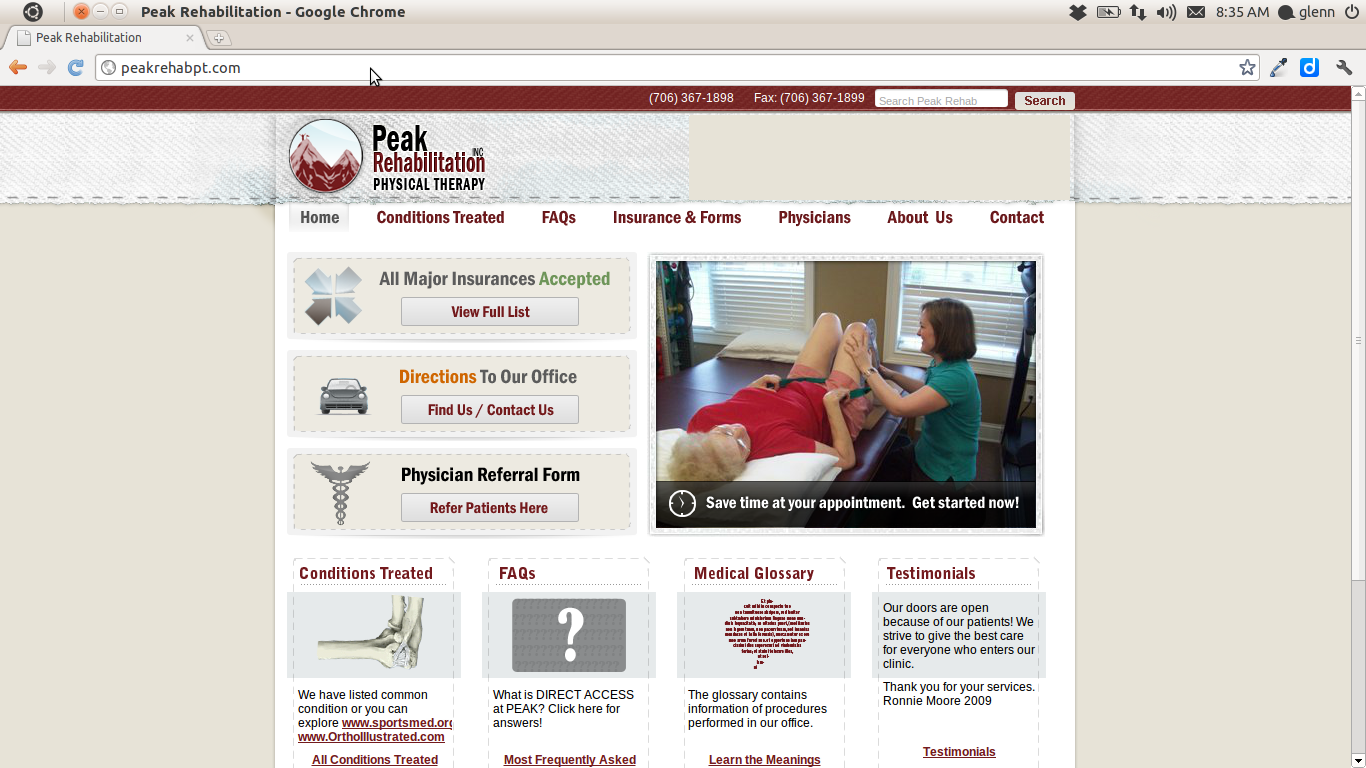 Peak Rehabilitation - Google Chrome
8:35 AM
glenn
Peak Rehabilitation
peakrehabpt.com
(706) 367-1898
Fax: (706) 367-1899
Search Peak Rehab
Search
Peak
Rehabilitation INC
PHYSICAL THERAPY
Home
Conditions Treated
FAQs
Insurance & Forms
Physicians
About Us
Contact
All Major Insurances Accepted
View Full List
Directions To Our Office
Find Us / Contact Us
Physician Referral Form
Refer Patients Here
Save time at your appointment. Get started now!
Conditions Treated
We have listed common
condition or you can
explore www.sportsmed.org
www.OrthoIllustrated.com
All Conditions Treated
FAQs
?
What is DIRECT ACCESS
at PEAK? Click here for
answers!
Most Frequently Asked
Medical Glossary
The glossary contains
information of procedures
performed in our office.
Learn the Meanings
Testimonials
Our doors are open
because of our patients! We
strive to give the best care
for everyone who enters our
clinic.
Thank you for your services.
Ronnie Moore 2009
Testimonials